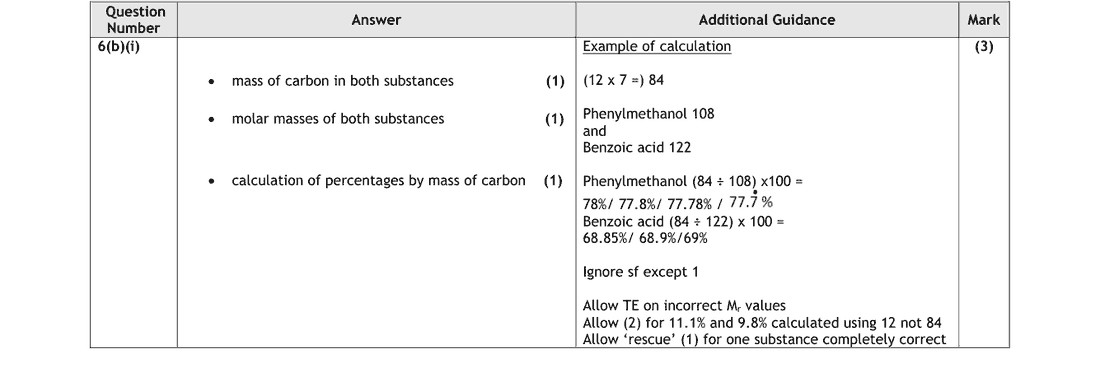 Question Number Answer Additional Guidance Mark
6(b)(i) Example of calculation (3)
• mass of carbon in both substances (1) (12 x 7 =) 84
• molar masses of both substances (1) Phenylmethanol 108
and
Benzoic acid 122
• calculation of percentages by mass of carbon (1) Phenylmethanol (84 ÷ 108) x100 =
78%/ 77.8%/ 77.78% / 77.7̇ %
Benzoic acid (84 ÷ 122) x 100 =
68.85%/ 68.9%/69%
Ignore sf except 1
Allow TE on incorrect Mᵣ values
Allow (2) for 11.1% and 9.8% calculated using 12 not 84
Allow ‘rescue’ (1) for one substance completely correct